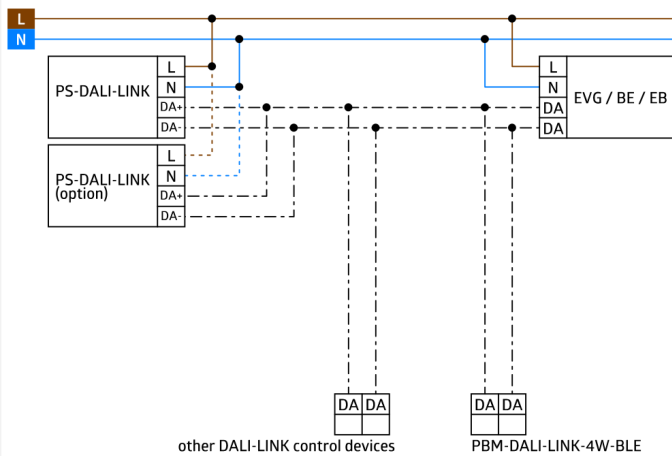 L
N
PS-DALI-LINK
L
N
DA+
DA-
L
N
DA
DA
EVG / BE / EB
PS-DALI-LINK
(option)
L
N
DA+
DA-
DA DA
DA DA
other DALI-LINK control devices
PBM-DALI-LINK-4W-BLE